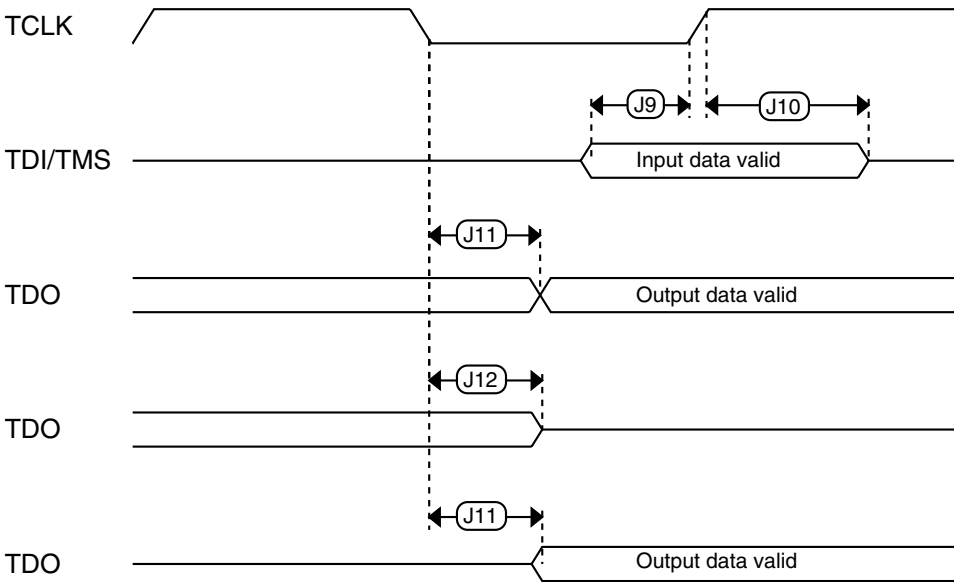 TCLK
J9
J10
TDI/TMS
Input data valid
J11
TDO
Output data valid
J12
TDO
J11
TDO
Output data valid